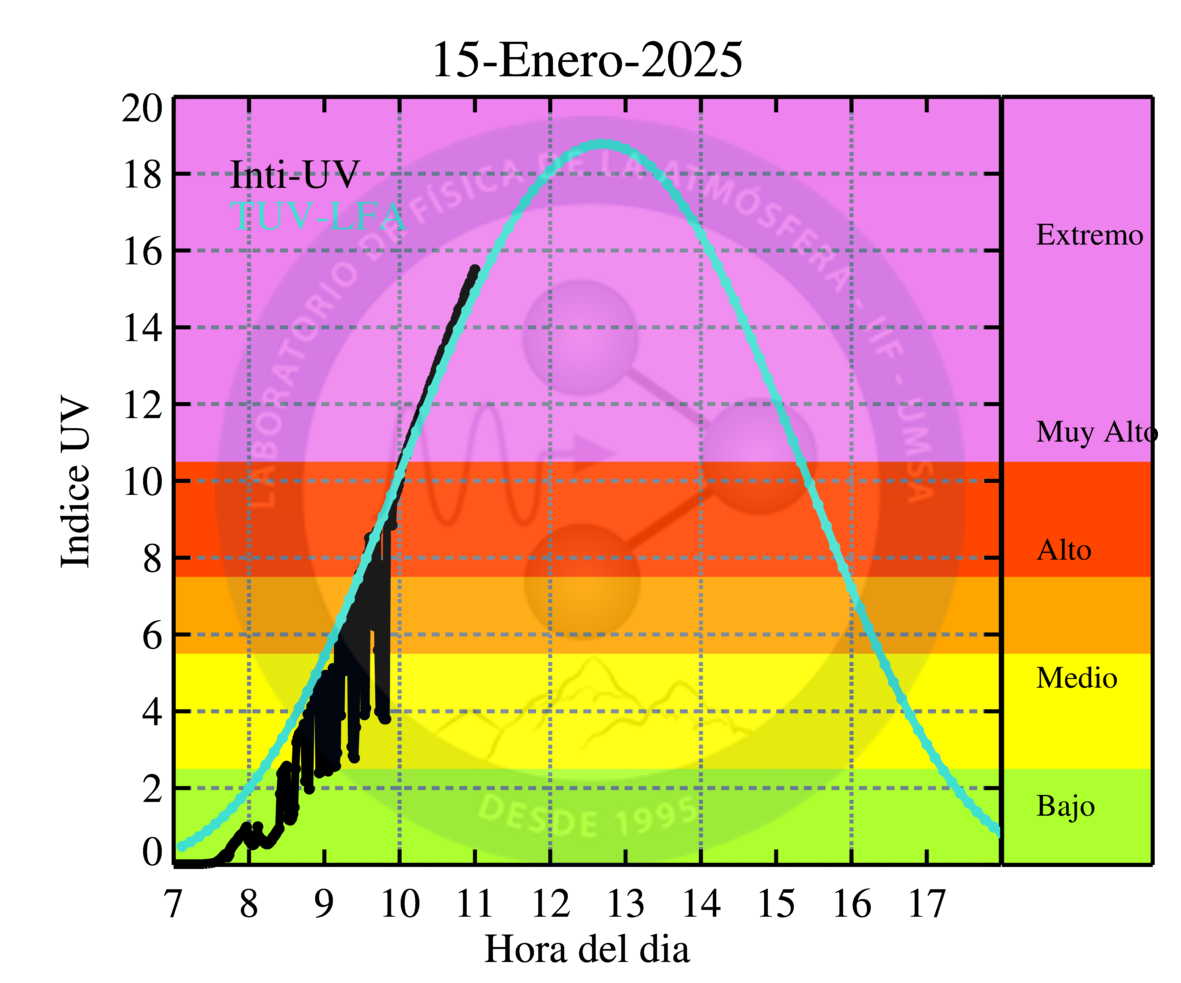 15-Enero-2025
Inti-UV
TUV-LFA
Indice UV
20
18
16
14
12
10
8
6
4
2
0
7 8 9 10 11 12 13 14 15 16 17
Hora del dia
Extremo
Muy Alto
Alto
Medio
Bajo
LABORATORIO DE FÍSICA DE LA ATMÓSFERA - IIF - UMSA
DESDE 1995